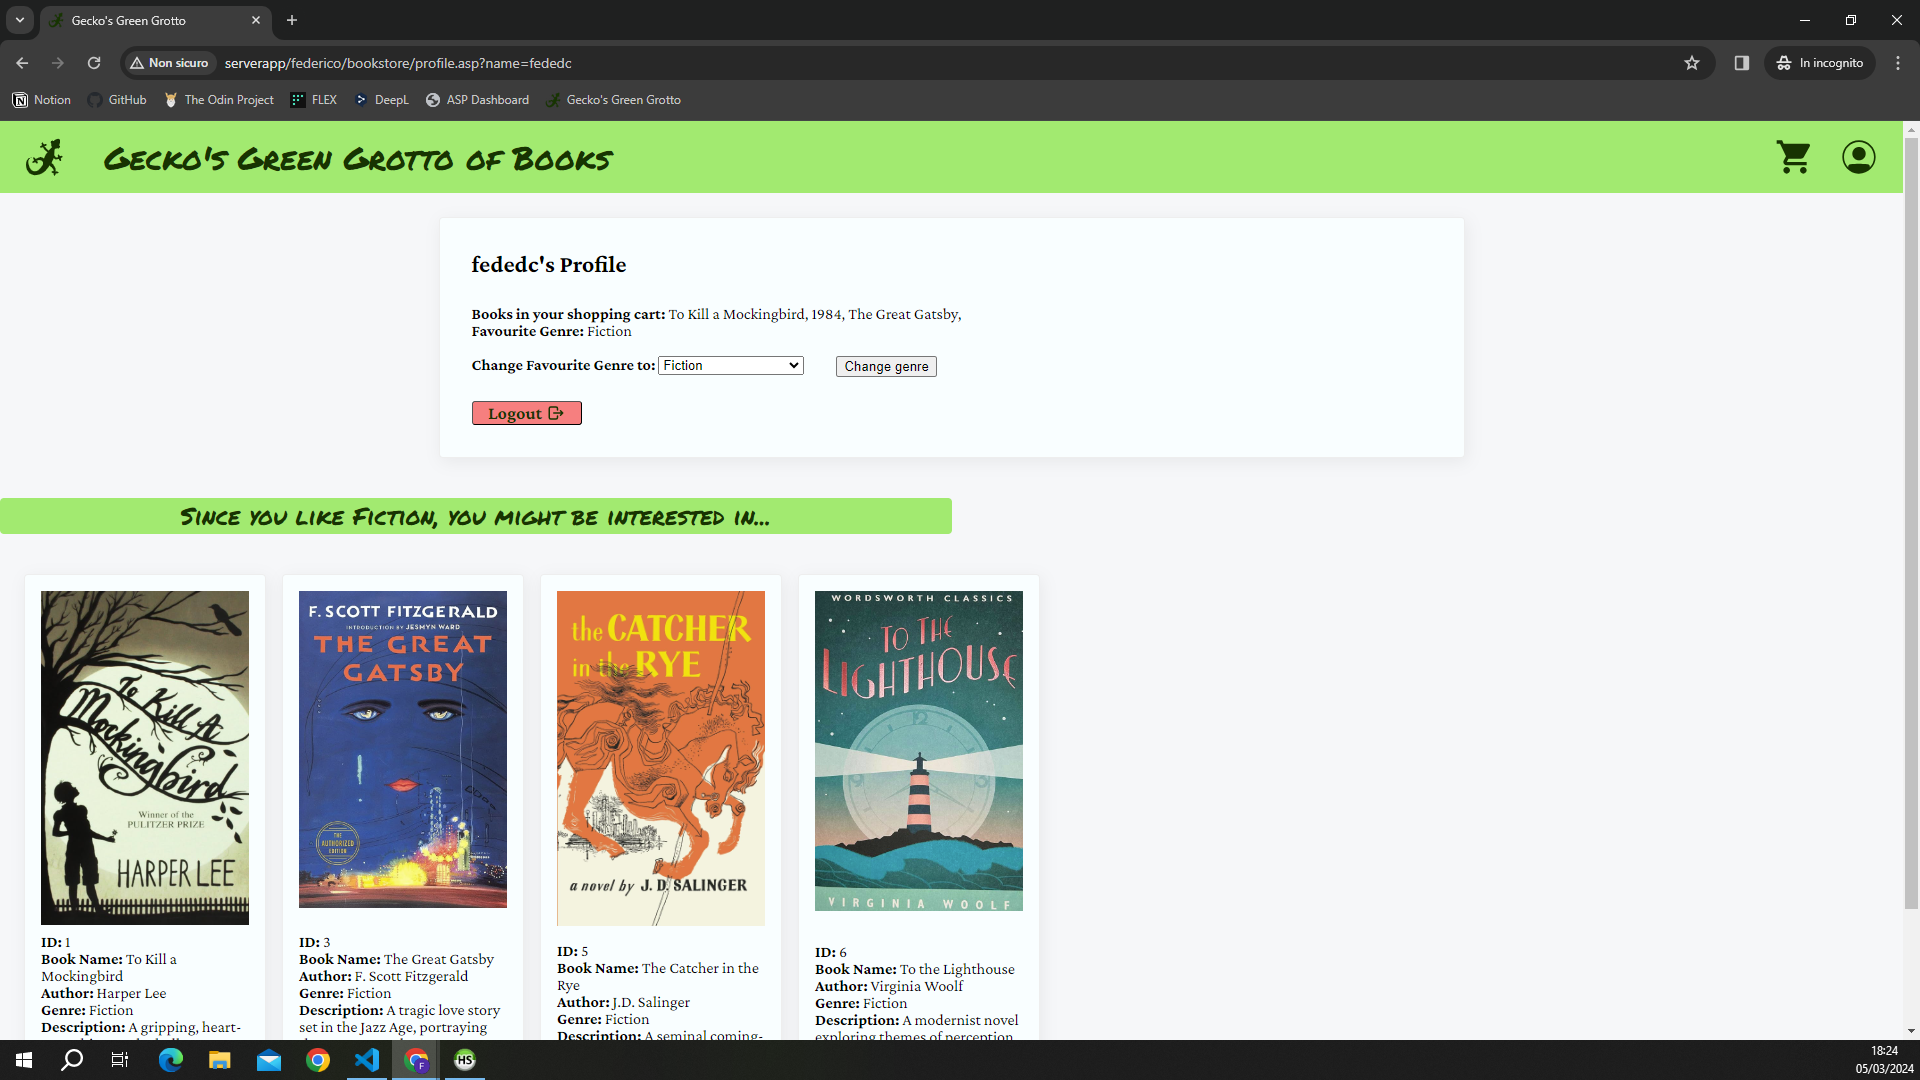 Gecko's Green Grotto
Non sicuro
serverapp/federico/bookstore/profile.asp?name=fededc
In incognito
Notion
GitHub
The Odin Project
FLEX
DeepL
ASP Dashboard
Gecko's Green Grotto
Gecko's Green Grotto of Books
fededc's Profile
Books in your shopping cart: To Kill a Mockingbird, 1984, The Great Gatsby,
Favourite Genre: Fiction
Change Favourite Genre to: Fiction
Change genre
Logout
Since you like Fiction, you might be interested in...
To Kill A
Mockingbird
Winner of the
PULITZER PRIZE
HARPER LEE
ID: 1
Book Name: To Kill a
Mockingbird
Author: Harper Lee
Genre: Fiction
Description: A gripping, heart-
F. SCOTT FITZGERALD
INTRODUCTION BY JESMYN WARD
THE GREAT
GATSBY
THE
AUTHORIZED
EDITION
ID: 3
Book Name: The Great Gatsby
Author: F. Scott Fitzgerald
Genre: Fiction
Description: A tragic love story
set in the Jazz Age, portraying
the CATCHER
in the RYE
a novel by J. D. SALINGER
ID: 5
Book Name: The Catcher in the
Rye
Author: J.D. Salinger
Genre: Fiction
Description: A seminal coming-
WORDSWORTH CLASSICS
TO THE
LIGHTHOUSE
12
9
3
VIRGINIA WOOLF
ID: 6
Book Name: To the Lighthouse
Author: Virginia Woolf
Genre: Fiction
Description: A modernist novel
exploring themes of perception,
F
HS
18:24
05/03/2024